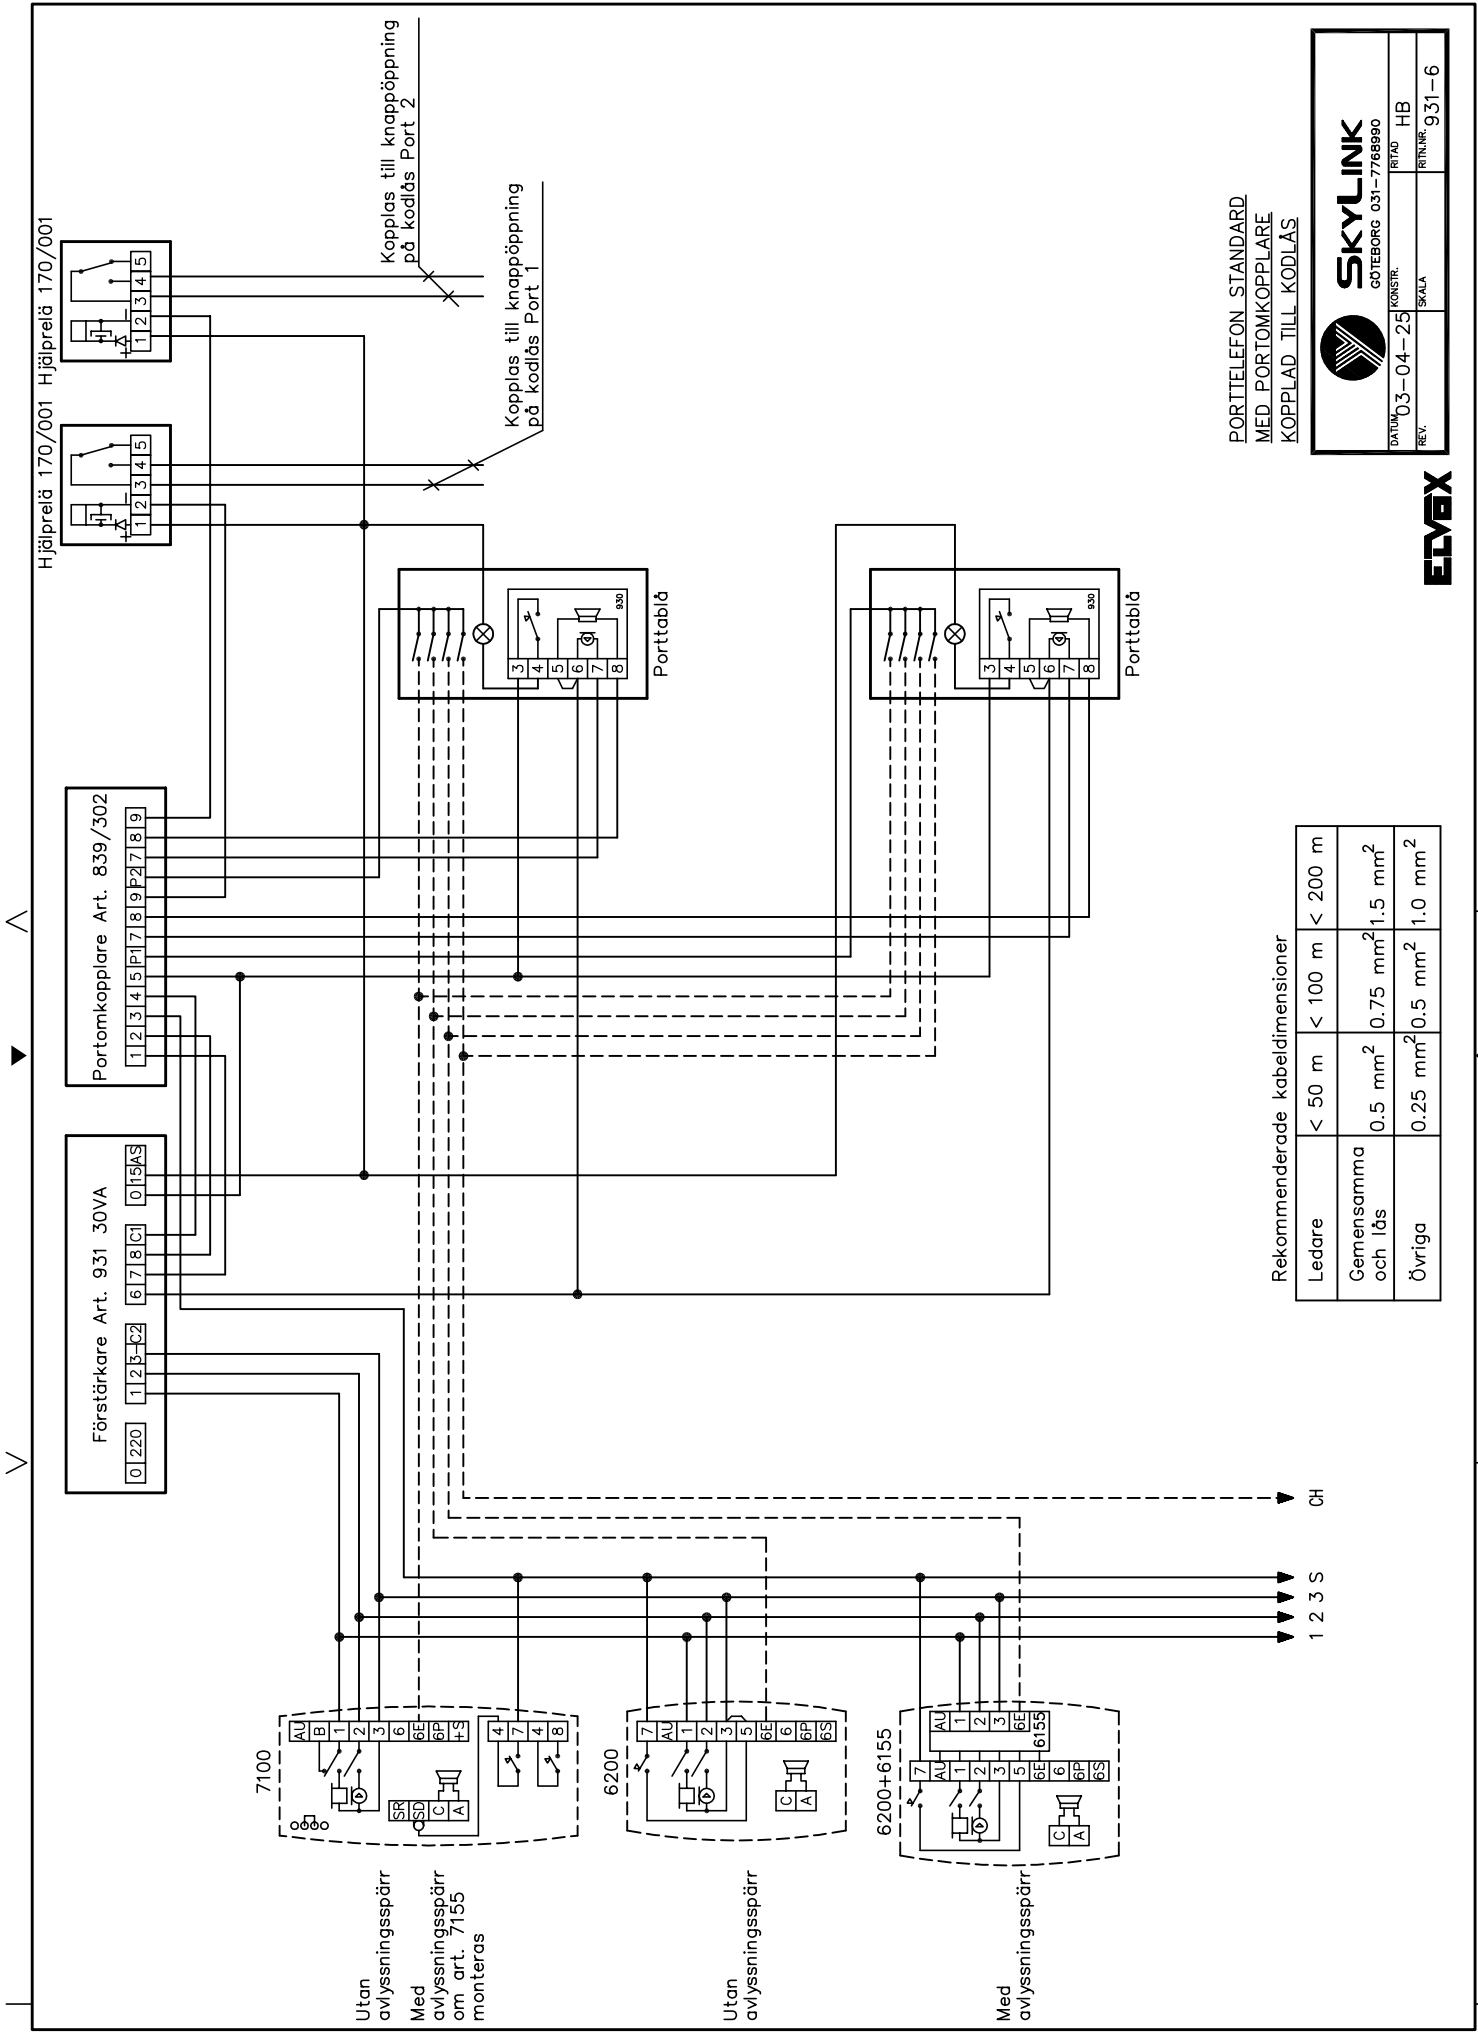 7100
AU
B
1
2
3
6
6E
6P
+S
SR
SD
C
A
4
7
4
8
Utan
avlyssningsspärr
Med
avlyssningsspärr
om art. 7155
monteras
6200
7
AU
1
2
3
5
6E
6
6P
6S
C
A
Utan
avlyssningsspärr
6200+6155
AU
1
2
3
6E
6155
7
AU
1
2
3
5
6E
6
6P
6S
C
A
Med
avlyssningsspärr
1 2 3 S CH
Förstärkare Art. 931 30VA
0 220 1 2 3-C2 6 7 8 C1 0 15 AS
Portomkopplare Art. 839/302
1 2 3 4 5 P1 7 8 9 P2 7 8 9
Hjälprelä 170/001
+ -
1 2 3 4 5
Hjälprelä 170/001
+ -
1 2 3 4 5
Kopplas till knappöppning
på kodlås Port 2
Kopplas till knappöppning
på kodlås Port 1
930
3
4
5
6
7
8
Porttablå
930
3
4
5
6
7
8
Porttablå
Rekommenderade kabeldimensioner
Ledare < 50 m < 100 m < 200 m
Gemensamma
och lås 0.5 mm² 0.75 mm² 1.5 mm²
Övriga 0.25 mm² 0.5 mm² 1.0 mm²
PORTTELEFON STANDARD
MED PORTOMKOPPLARE
KOPPLAD TILL KODLÅS
ELVOX
SKYLINK
GÖTEBORG 031-7768990
DATUM 03-04-25 KONSTR. RITAD HB
REV. SKALA RITN.NR. 931-6